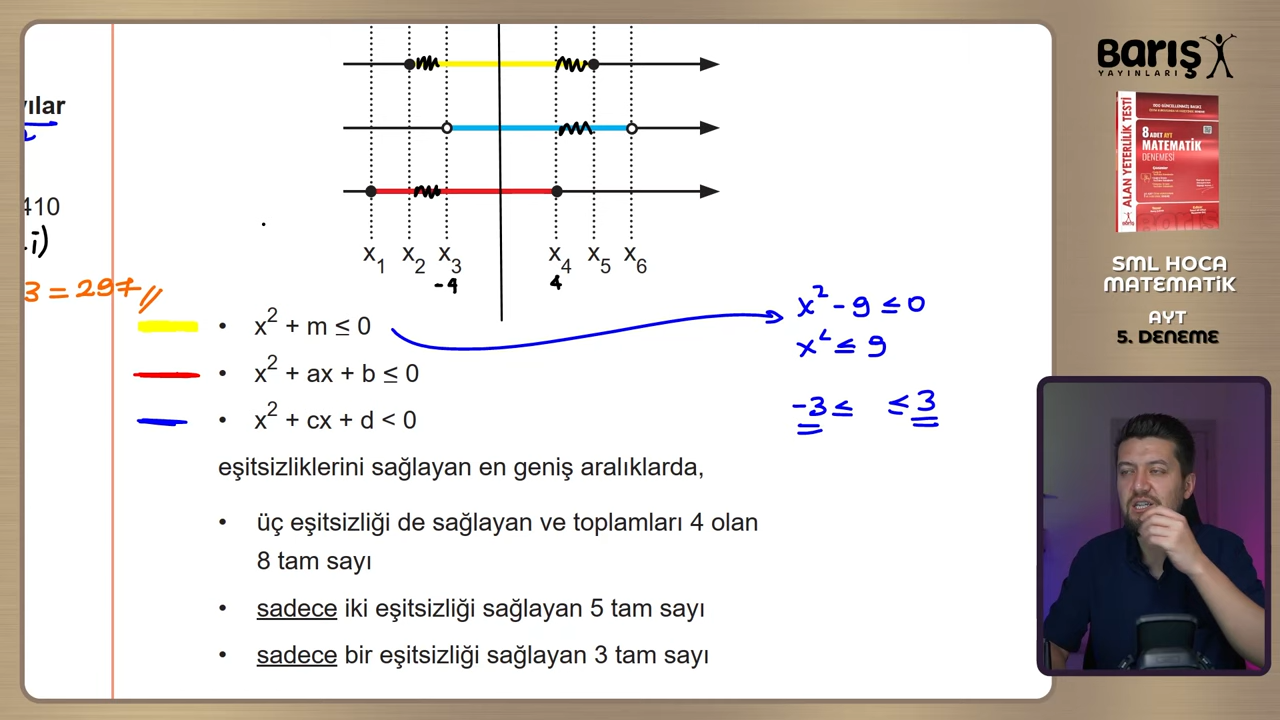 ılar
410
3 = 297 //
x1 x2 x3 x4 x5 x6
-4 4
• x² + m ≤ 0
• x² + ax + b ≤ 0
• x² + cx + d < 0
x² - 9 ≤ 0
x² ≤ 9
-3 ≤ ≤ 3
eşitsizliklerini sağlayan en geniş aralıklarda,
• üç eşitsizliği de sağlayan ve toplamları 4 olan
8 tam sayı
• sadece iki eşitsizliği sağlayan 5 tam sayı
• sadece bir eşitsizliği sağlayan 3 tam sayı
BARIŞ
YAYINLARI
ALAN YETERLİLİK TESTİ
8 ADET AYT
MATEMATİK
DENEMESİ
SML HOCA
MATEMATİK
AYT
5. DENEME